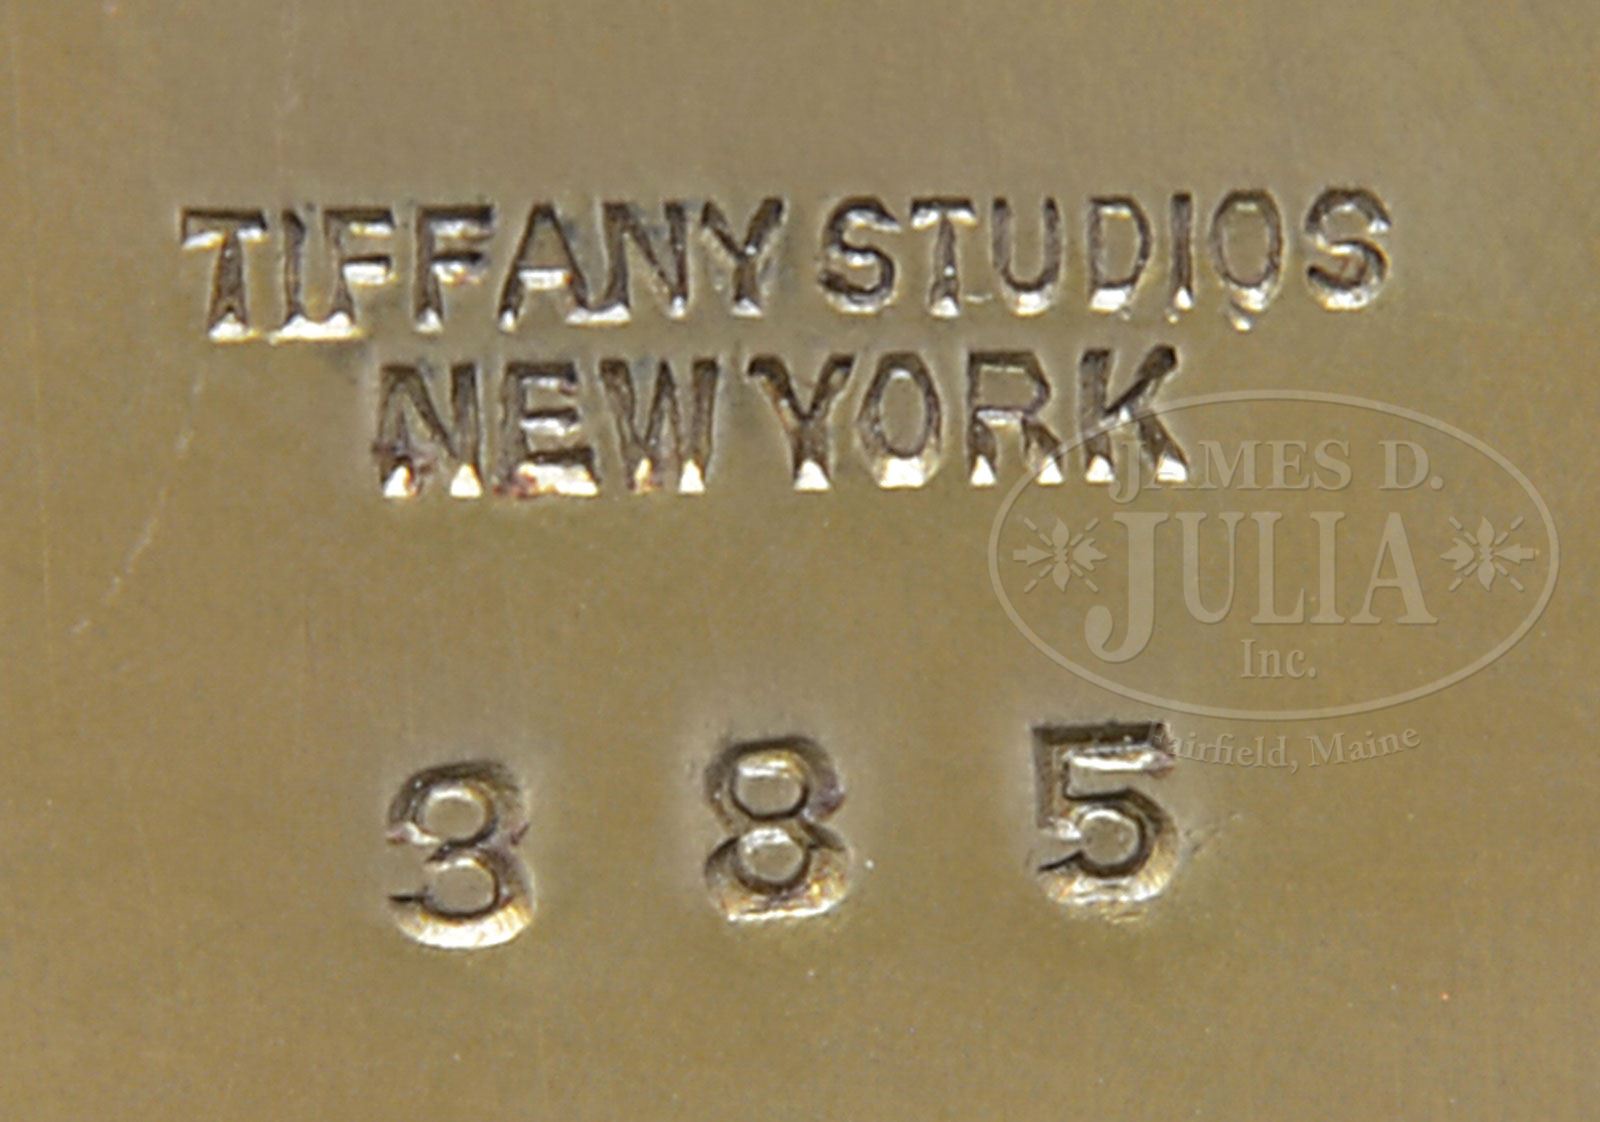 TIFFANY STUDIOS
NEW YORK
JAMES D.
JULIA
Inc.
Fairfield, Maine
385